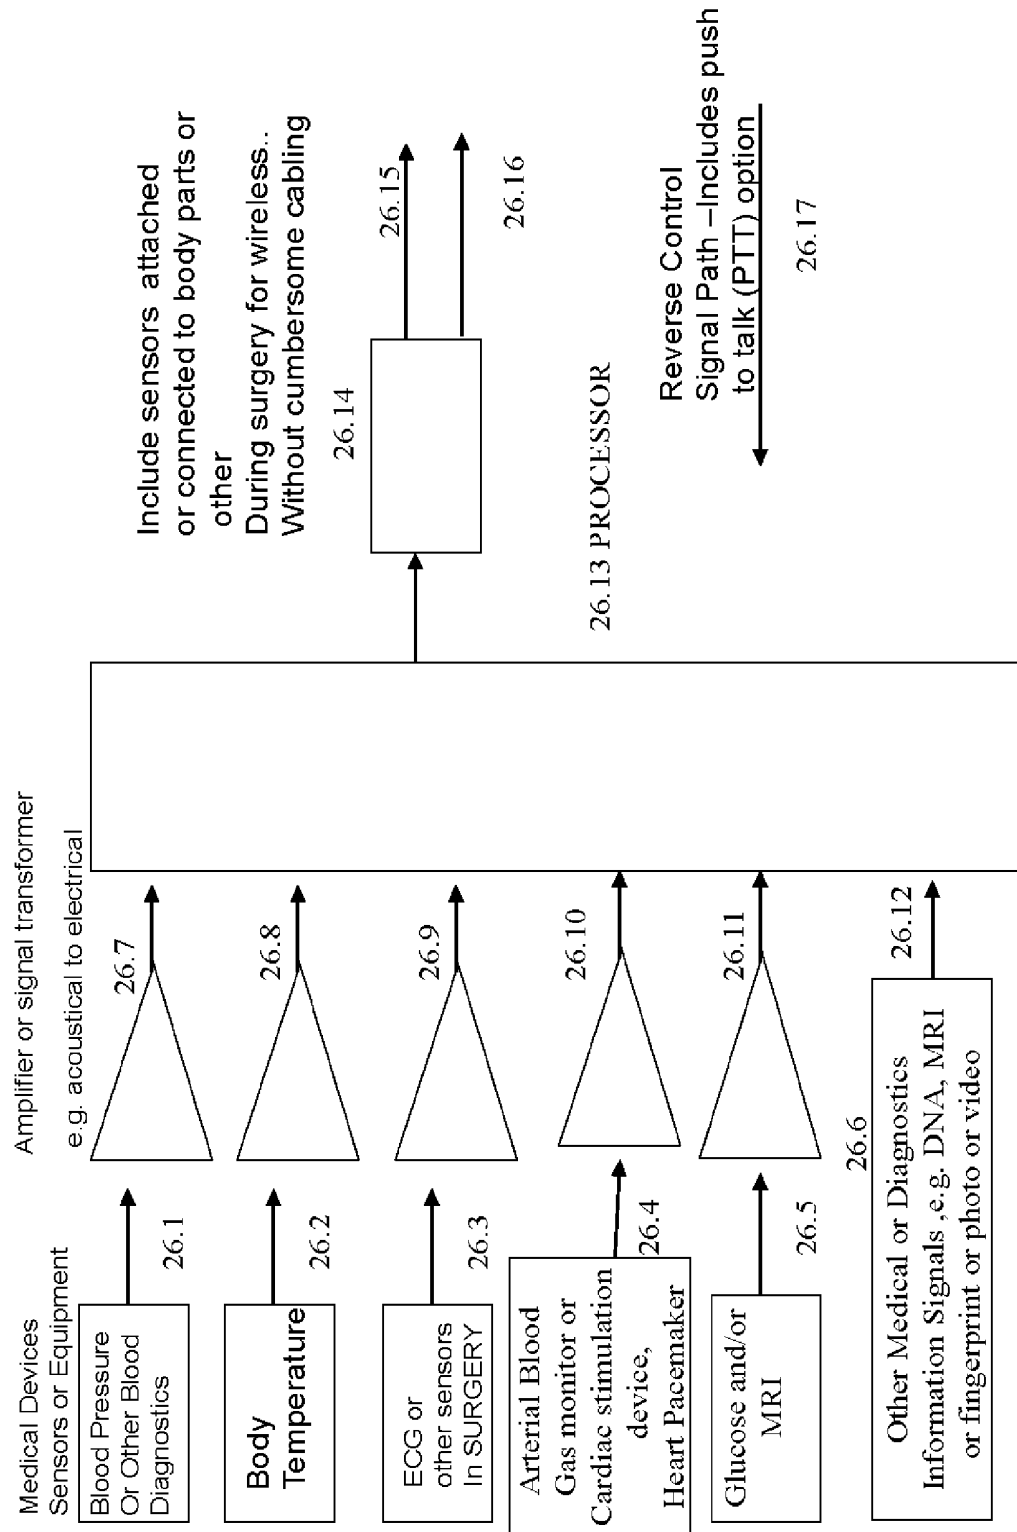 Medical Devices
Sensors or Equipment
Amplifier or signal transformer
e.g. acoustical to electrical
Blood Pressure
Or Other Blood
Diagnostics
26.1
26.7
Body
Temperature
26.2
26.8
ECG or
other sensors
In SURGERY
26.3
26.9
Arterial Blood
Gas monitor or
Cardiac stimulation
device,
Heart Pacemaker
26.4
26.10
Glucose and/or
MRI
26.5
26.11
26.6
Other Medical or Diagnostics
Information Signals ,e.g. DNA, MRI
or fingerprint or photo or video
26.12
26.13 PROCESSOR
Include sensors attached
or connected to body parts or
other
During surgery for wireless..
Without cumbersome cabling
26.14
26.15
26.16
Reverse Control
Signal Path –Includes push
to talk (PTT) option
26.17